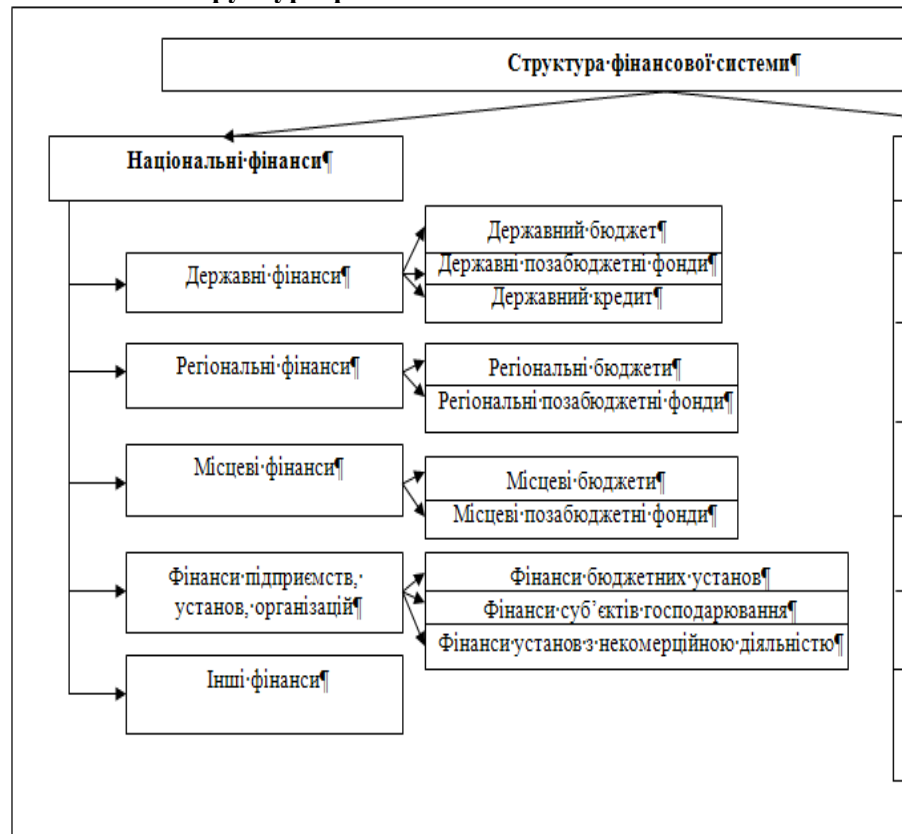 Структура·фінансової·системи¶
Національні·фінанси¶
Державні·фінанси¶
Державний·бюджет¶
Державні·позабюджетні·фонди¶
Державний·кредит¶
Регіональні·фінанси¶
Регіональні·бюджети¶
Регіональні·позабюджетні·фонди¶
Місцеві·фінанси¶
Місцеві·бюджети¶
Місцеві·позабюджетні·фонди¶
Фінанси·підприємств,·
установ,·організацій¶
Фінанси·бюджетних·установ¶
Фінанси·суб’єктів·господарювання¶
Фінанси·установ·з·некомерційною·діяльністю¶
Інші·фінанси¶